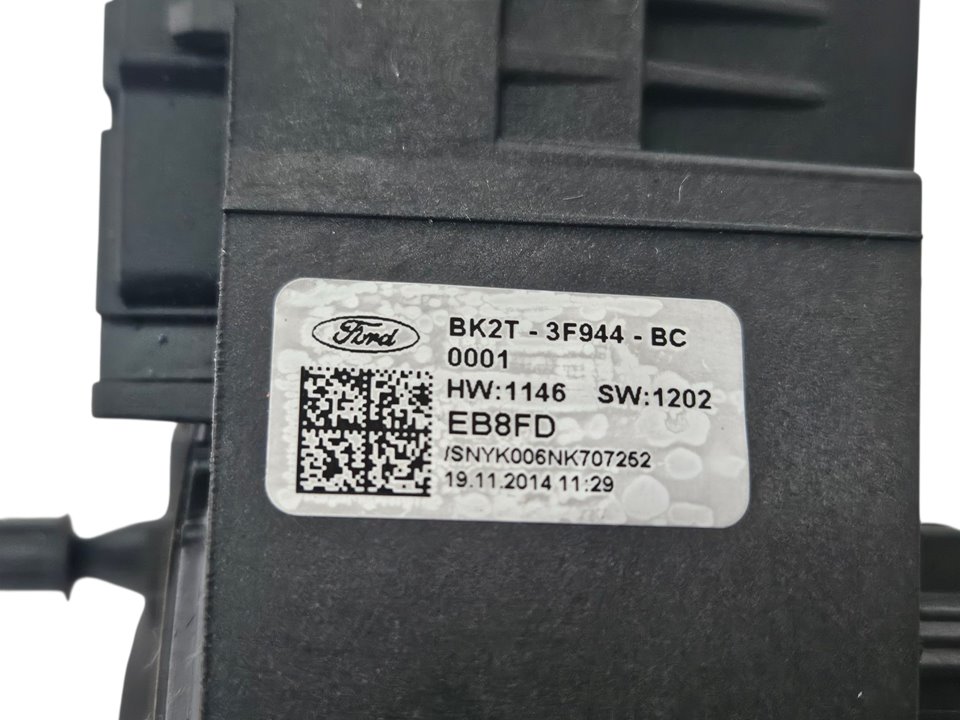 Ford
BK2T - 3F944 - BC
0001
HW:1146 SW:1202
EB8FD
/SNYK006NK707252
19.11.2014 11:29